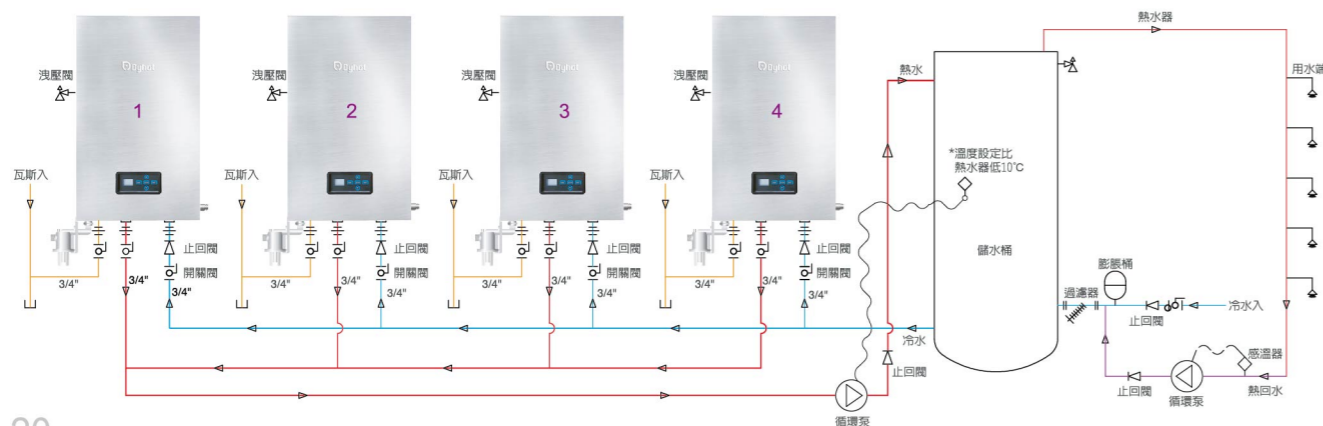 熱水器
洩壓閥
洩壓閥
洩壓閥
洩壓閥
1
2
3
4
熱水
用水端
*溫度設定比
熱水器低10℃
瓦斯入
瓦斯入
瓦斯入
瓦斯入
止回閥
止回閥
止回閥
止回閥
儲水桶
開關閥
開關閥
開關閥
開關閥
膨脹桶
過濾器
3/4"
3/4"
3/4"
3/4"
3/4"
3/4"
3/4"
3/4"
3/4"
3/4"
3/4"
3/4"
冷水入
止回閥
冷水
感溫器
止回閥
止回閥
熱回水
循環泵
循環泵
20